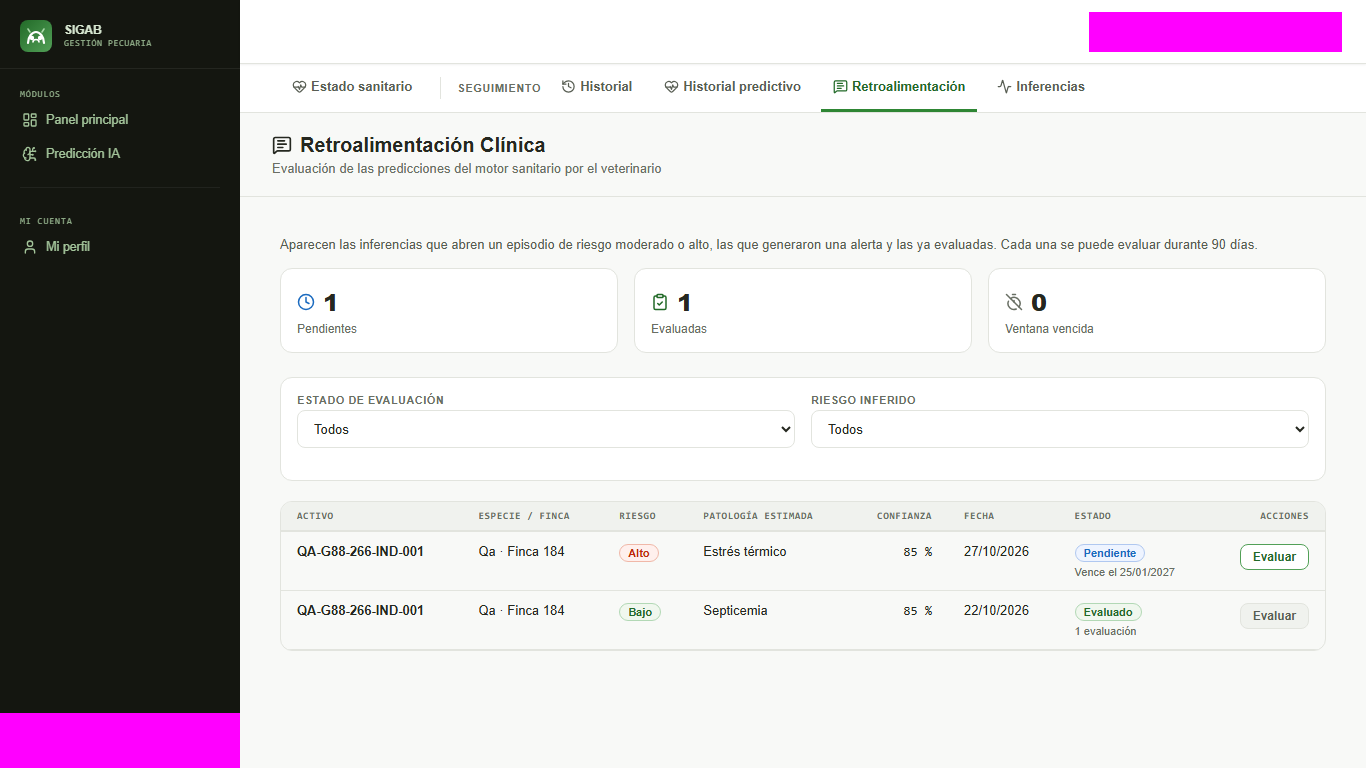 SIGAB
GESTIÓN PECUARIA
MÓDULOS
Panel principal
Predicción IA
MI CUENTA
Mi perfil
Estado sanitario
SEGUIMIENTO
Historial
Historial predictivo
Retroalimentación
Inferencias
Retroalimentación Clínica
Evaluación de las predicciones del motor sanitario por el veterinario
Aparecen las inferencias que abren un episodio de riesgo moderado o alto, las que generaron una alerta y las ya evaluadas. Cada una se puede evaluar durante 90 días.
1
Pendientes
1
Evaluadas
0
Ventana vencida
ESTADO DE EVALUACIÓN
Todos
RIESGO INFERIDO
Todos
ACTIVO ESPECIE / FINCA RIESGO PATOLOGÍA ESTIMADA CONFIANZA FECHA ESTADO ACCIONES
QA-G88-266-IND-001 Qa · Finca 184 Alto Estrés térmico 85 % 27/10/2026 Pendiente Evaluar
Vence el 25/01/2027
QA-G88-266-IND-001 Qa · Finca 184 Bajo Septicemia 85 % 22/10/2026 Evaluado Evaluar
1 evaluación